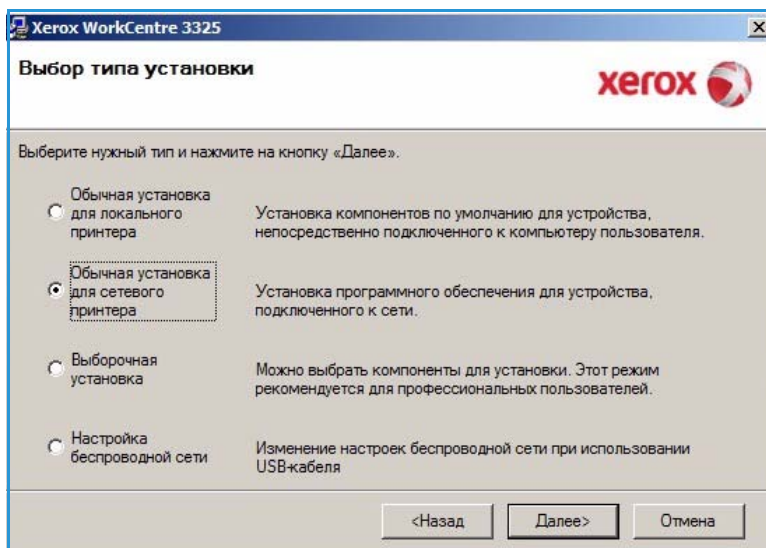 Xerox WorkCentre 3325
Выбор типа установки
xerox
Выберите нужный тип и нажмите на кнопку «Далее».
Обычная установка
для локального
принтера
Установка компонентов по умолчанию для устройства,
непосредственно подключенного к компьютеру пользователя.
Обычная установка
для сетевого
принтера
Установка программного обеспечения для устройства,
подключенного к сети.
Выборочная
установка
Можно выбрать компоненты для установки. Этот режим
рекомендуется для профессиональных пользователей.
Настройка
беспроводной сети
Изменение настроек беспроводной сети при использовании
USB-кабеля
<Назад
Далее>
Отмена